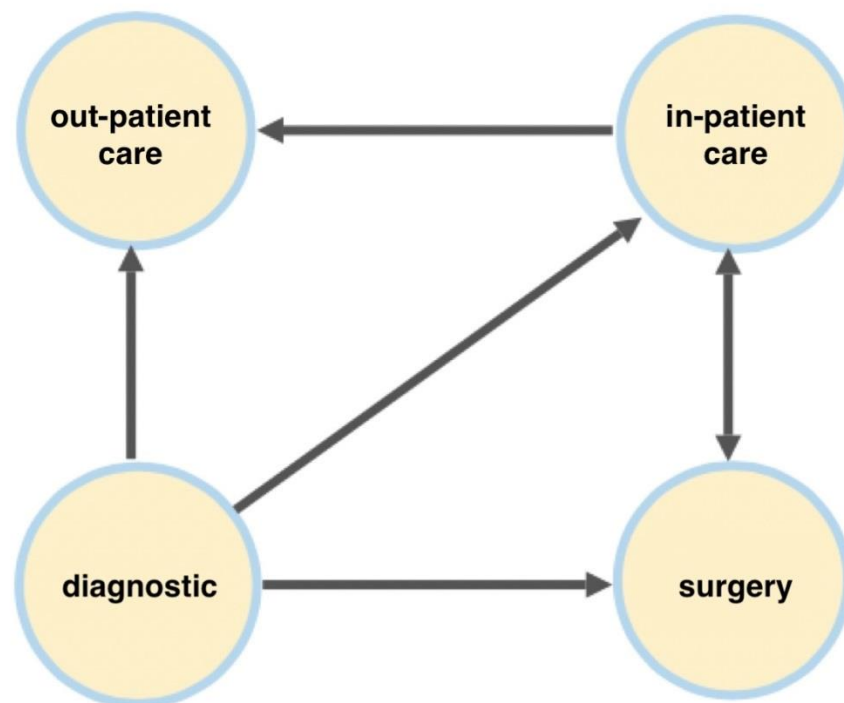 out-patient
care
in-patient
care
diagnostic
surgery